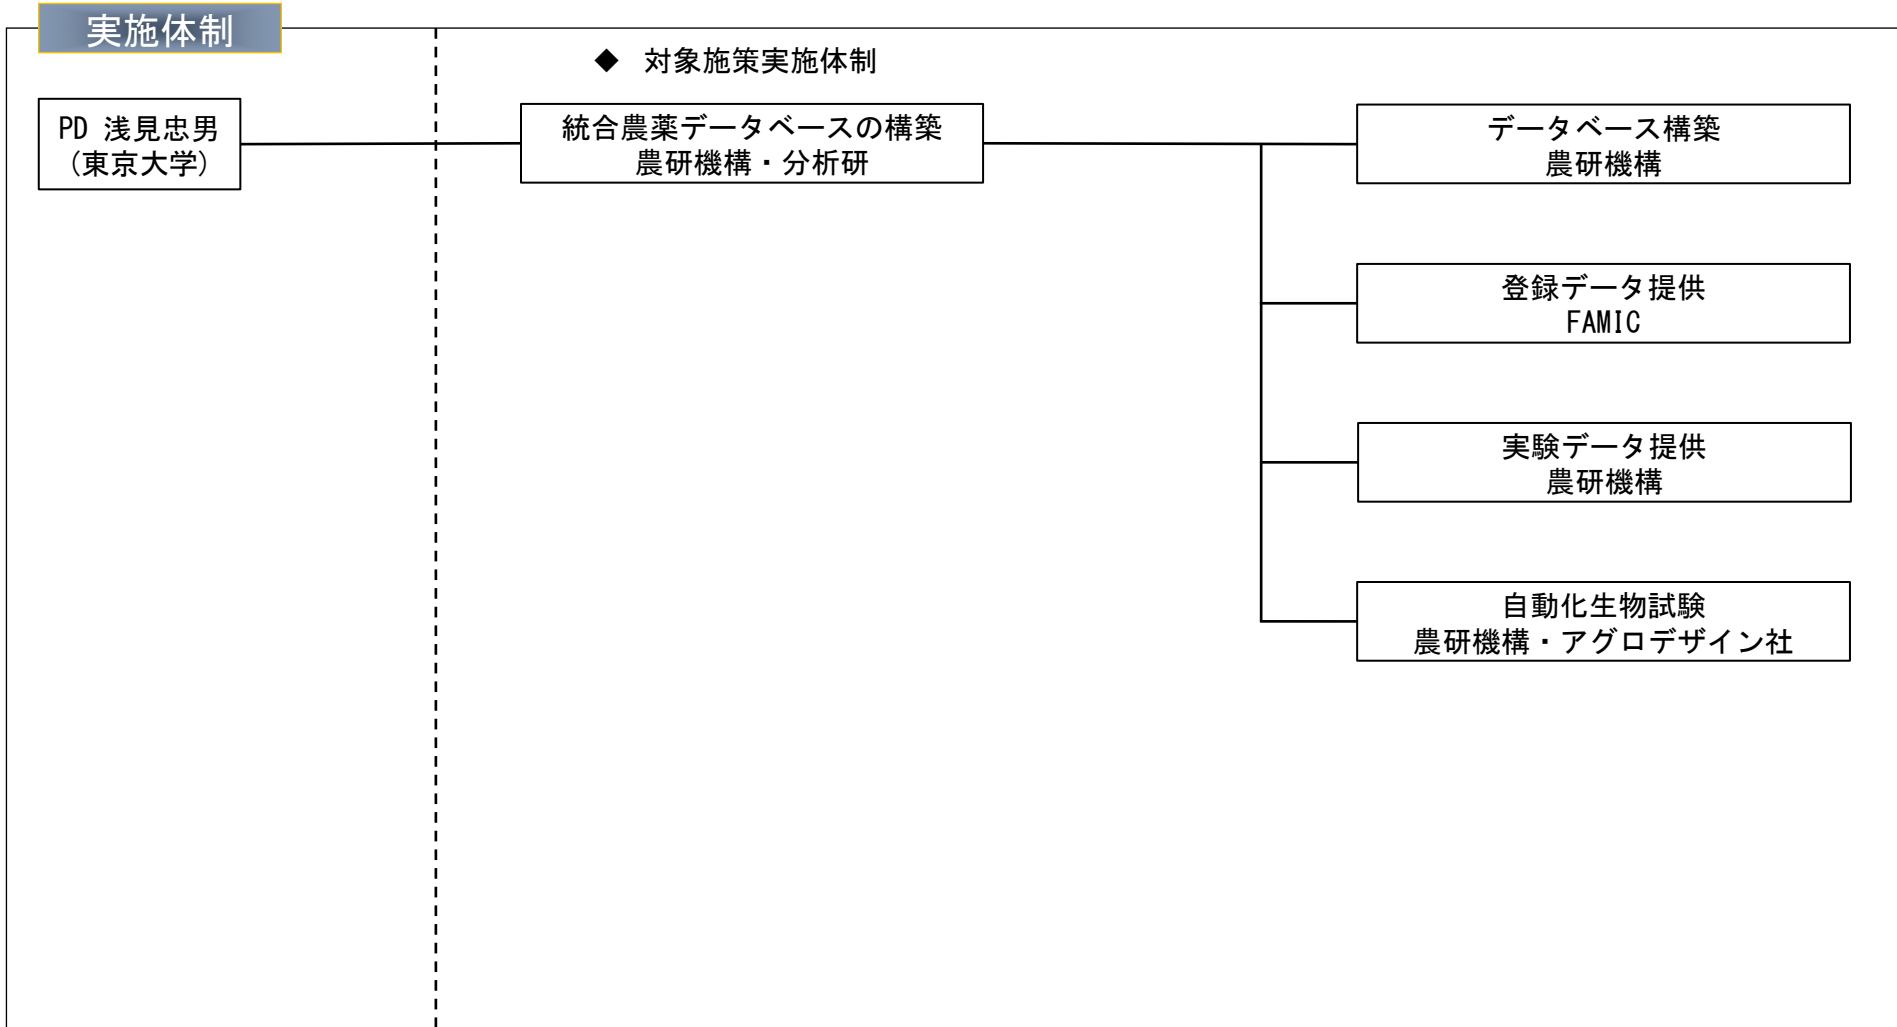 実施体制
◆ 対象施策実施体制
PD 浅見忠男
(東京大学)
統合農薬データベースの構築
農研機構・分析研
データベース構築
農研機構
登録データ提供
FAMIC
実験データ提供
農研機構
自動化生物試験
農研機構・アグロデザイン社